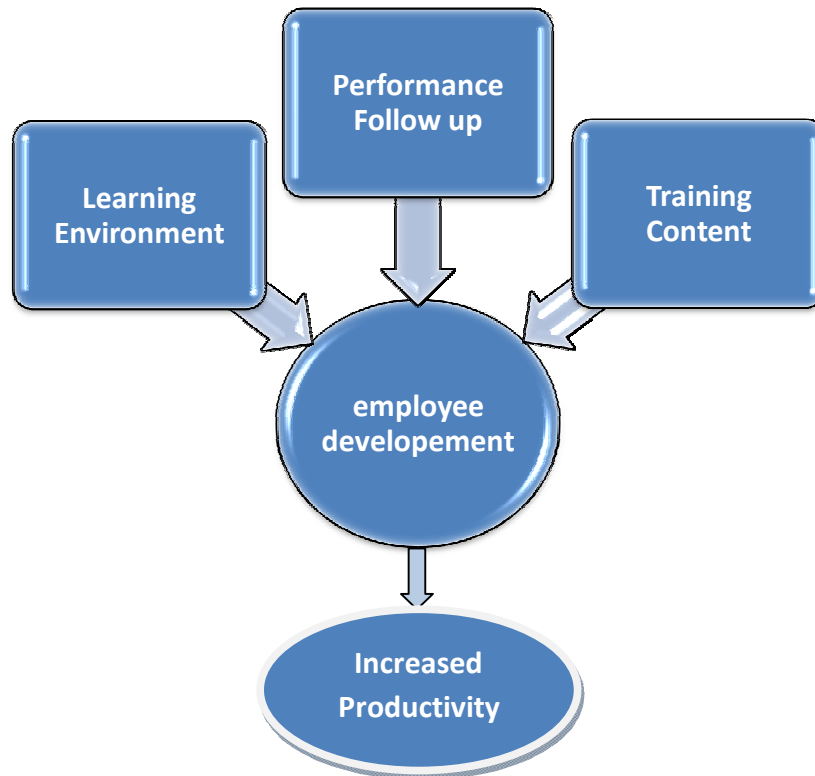 Performance
Follow up
Learning
Environment
Training
Content
employee
developement
Increased
Productivity